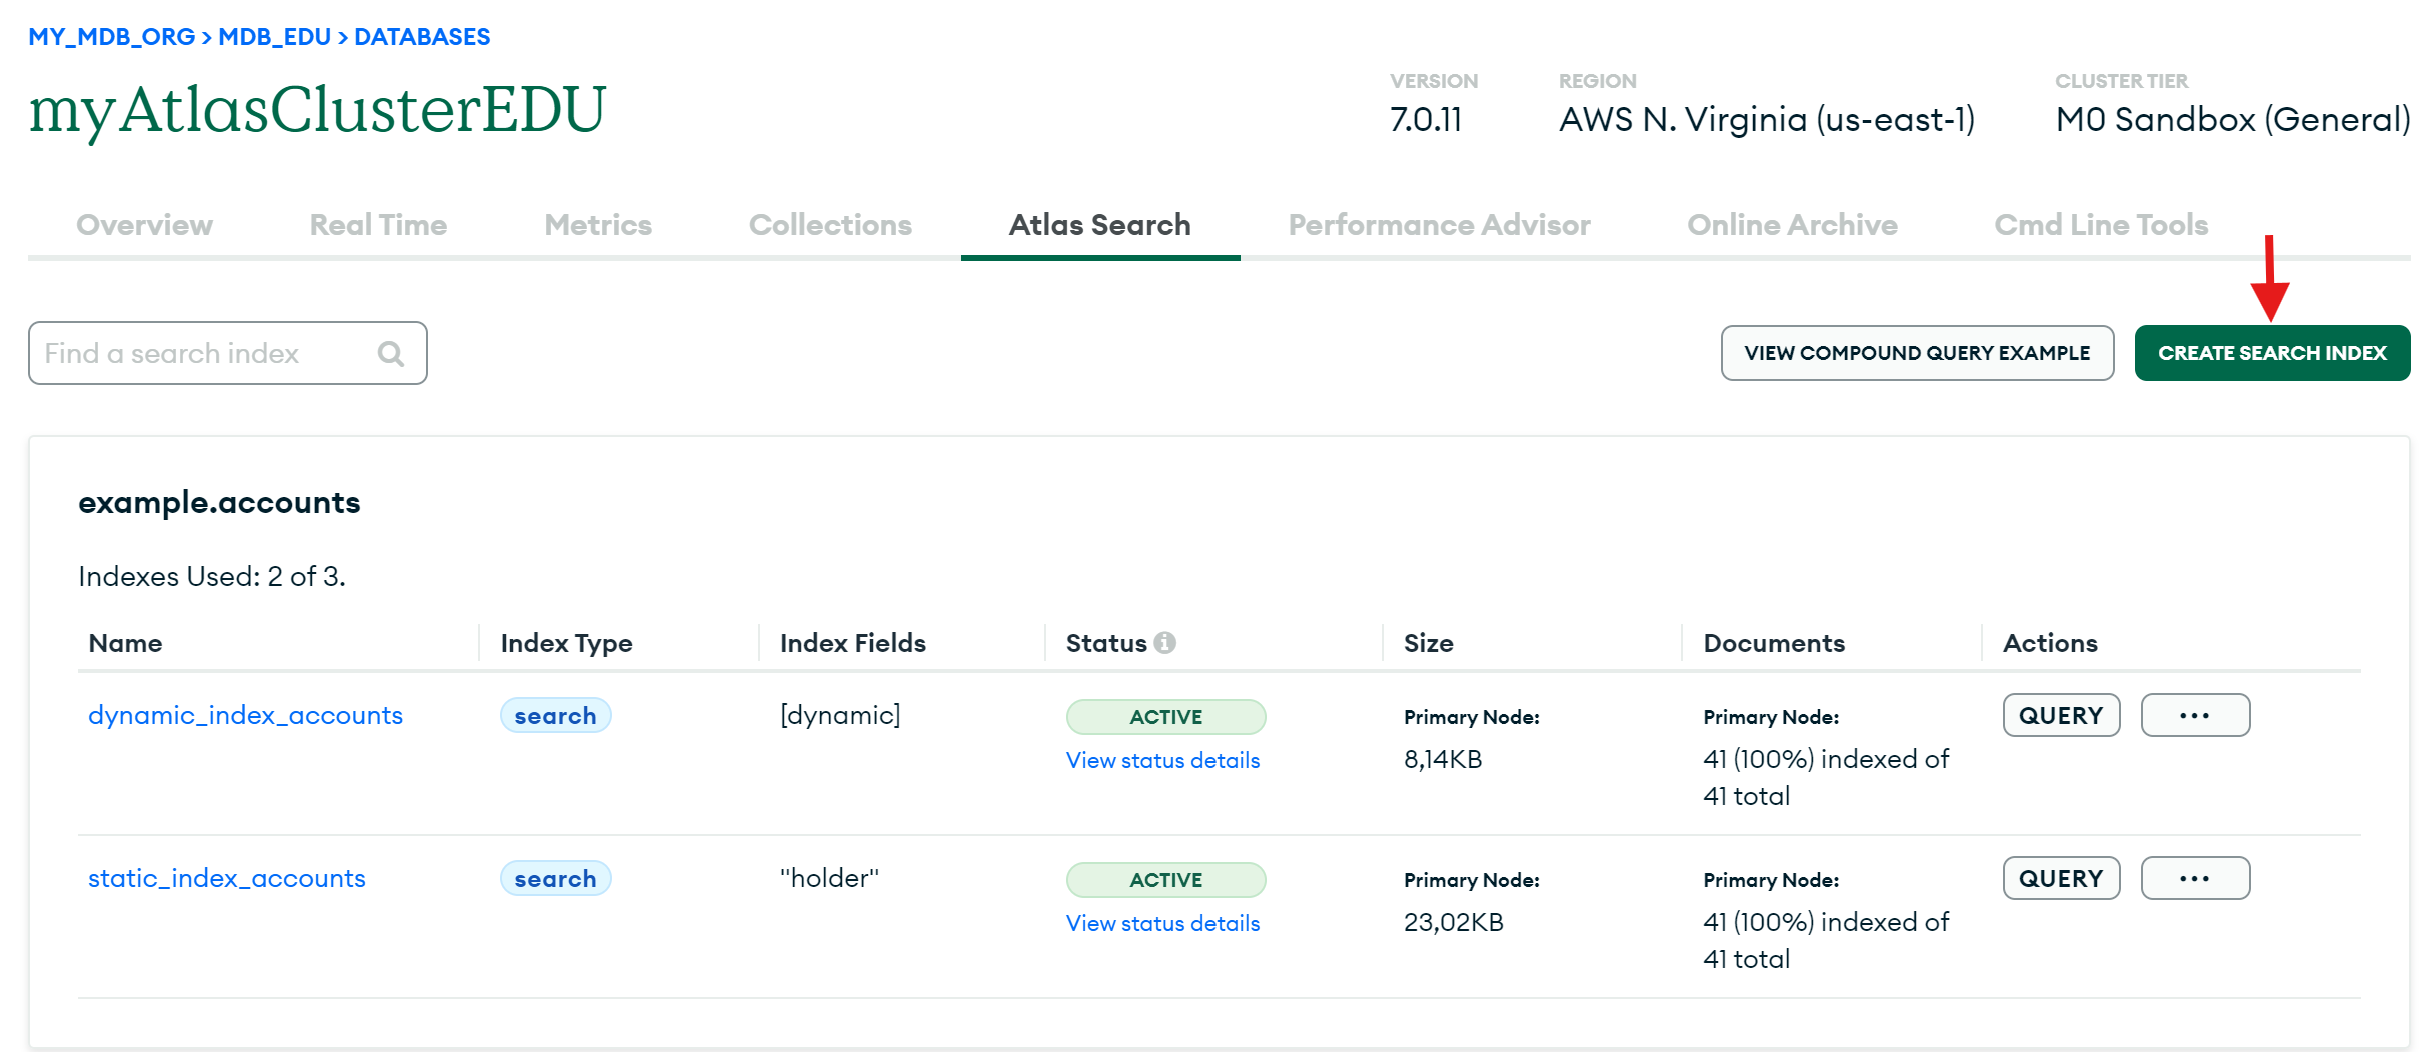 MY_MDB_ORG > MDB_EDU > DATABASES
myAtlasClusterEDU
VERSION
7.0.11
REGION
AWS N. Virginia (us-east-1)
CLUSTER TIER
M0 Sandbox (General)
Overview Real Time Metrics Collections Atlas Search Performance Advisor Online Archive Cmd Line Tools
Find a search index
VIEW COMPOUND QUERY EXAMPLE
CREATE SEARCH INDEX
example.accounts
Indexes Used: 2 of 3.
Name Index Type Index Fields Status Size Documents Actions
dynamic_index_accounts search [dynamic] ACTIVE Primary Node: Primary Node: QUERY ...
View status details 8,14KB 41 (100%) indexed of
41 total
static_index_accounts search "holder" ACTIVE Primary Node: Primary Node: QUERY ...
View status details 23,02KB 41 (100%) indexed of
41 total